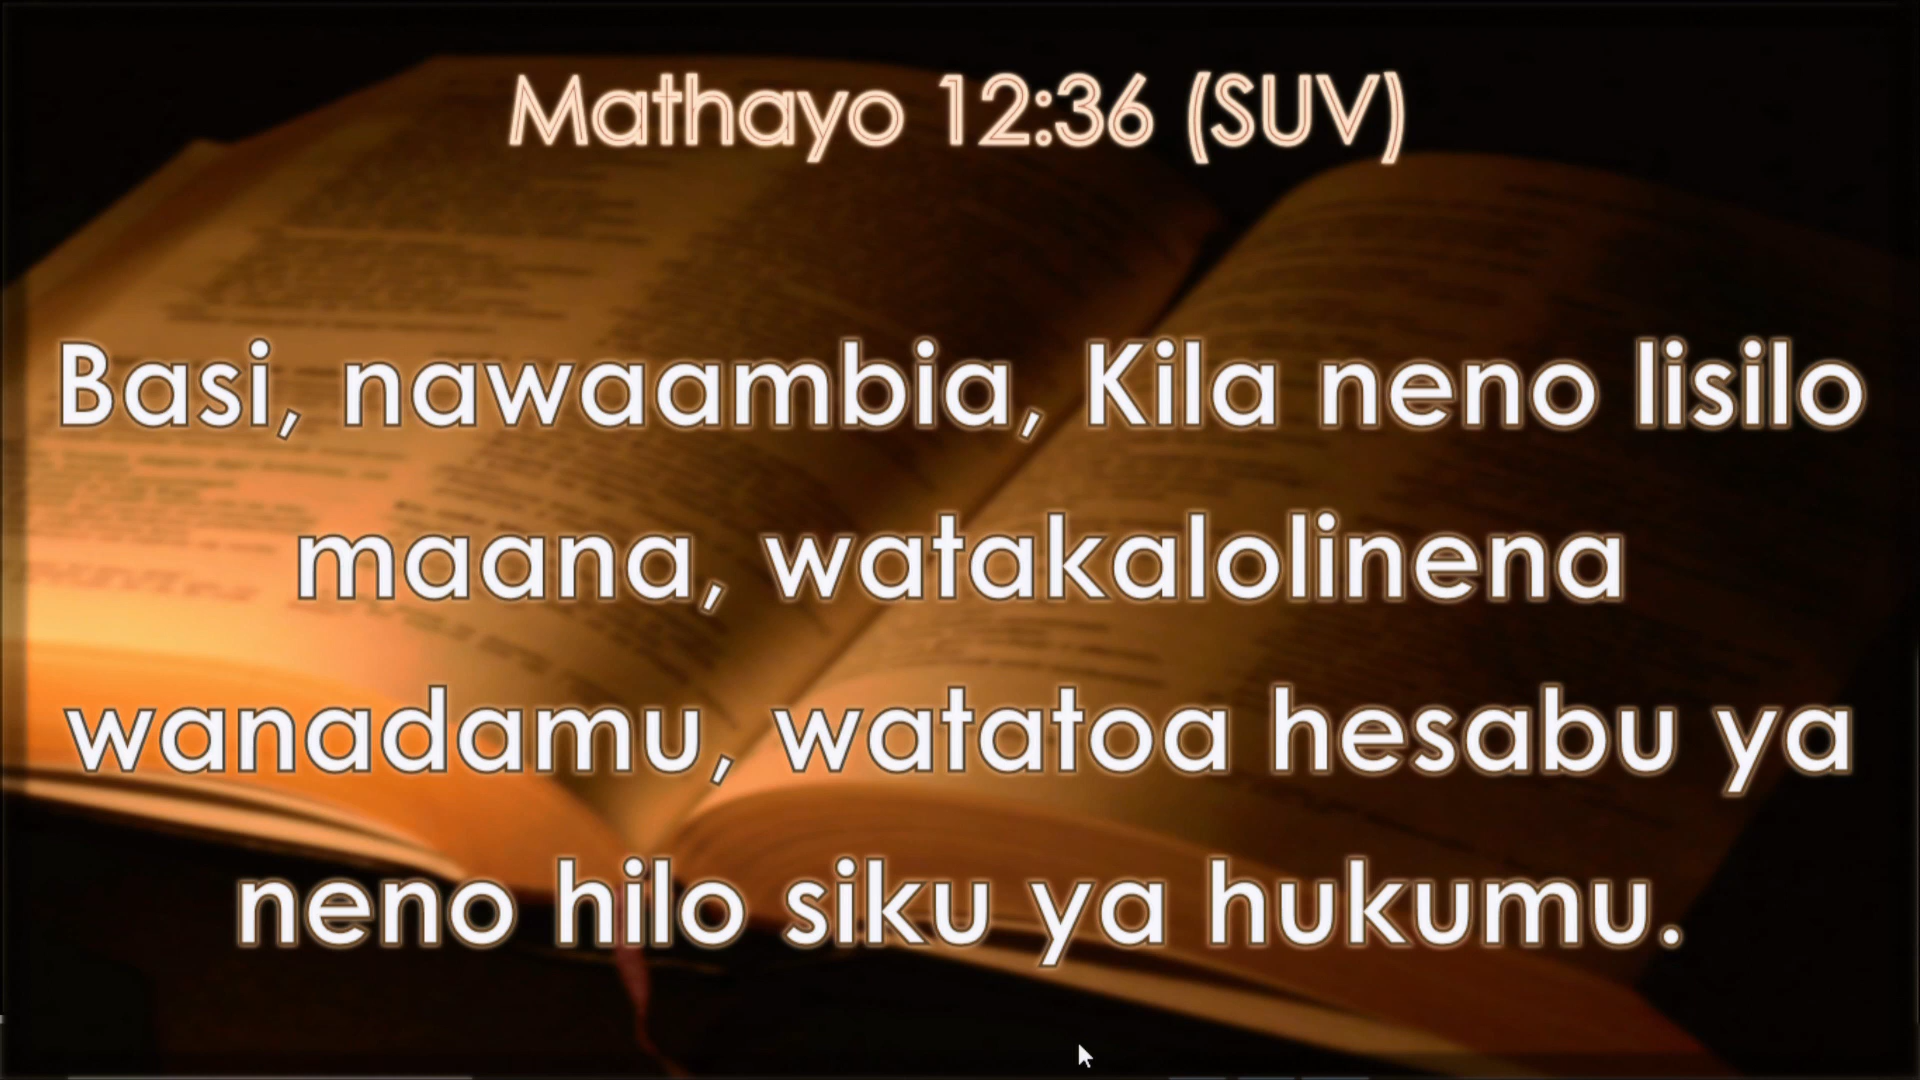 Mathayo 12:36 (SUV)
Basi, nawaambia, Kila neno lisilo
maana, watakalolinena
wanadamu, watatoa hesabu ya
neno hilo siku ya hukumu.